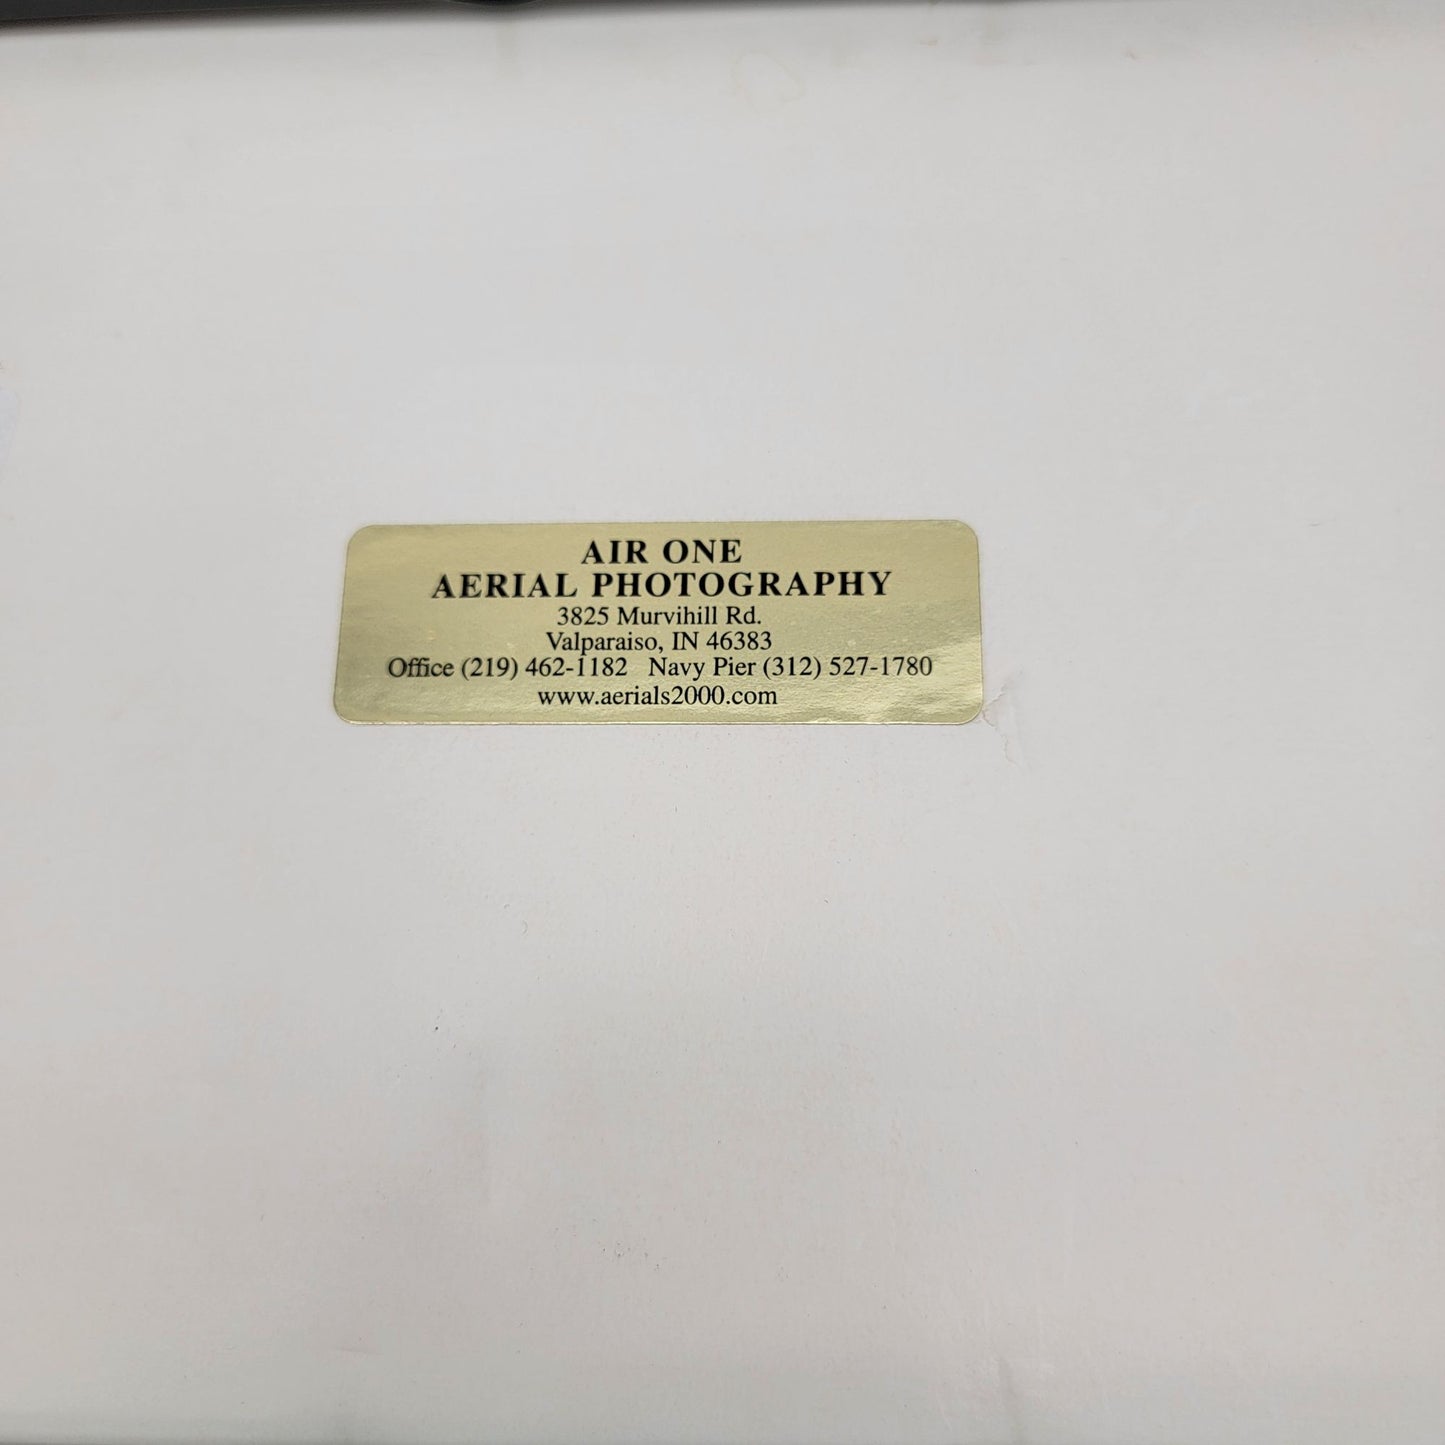 AIR ONE
AERIAL PHOTOGRAPHY
3825 Murvihill Rd.
Valparaiso, IN 46383
Office (219) 462-1182 Navy Pier (312) 527-1780
www.aerials2000.com